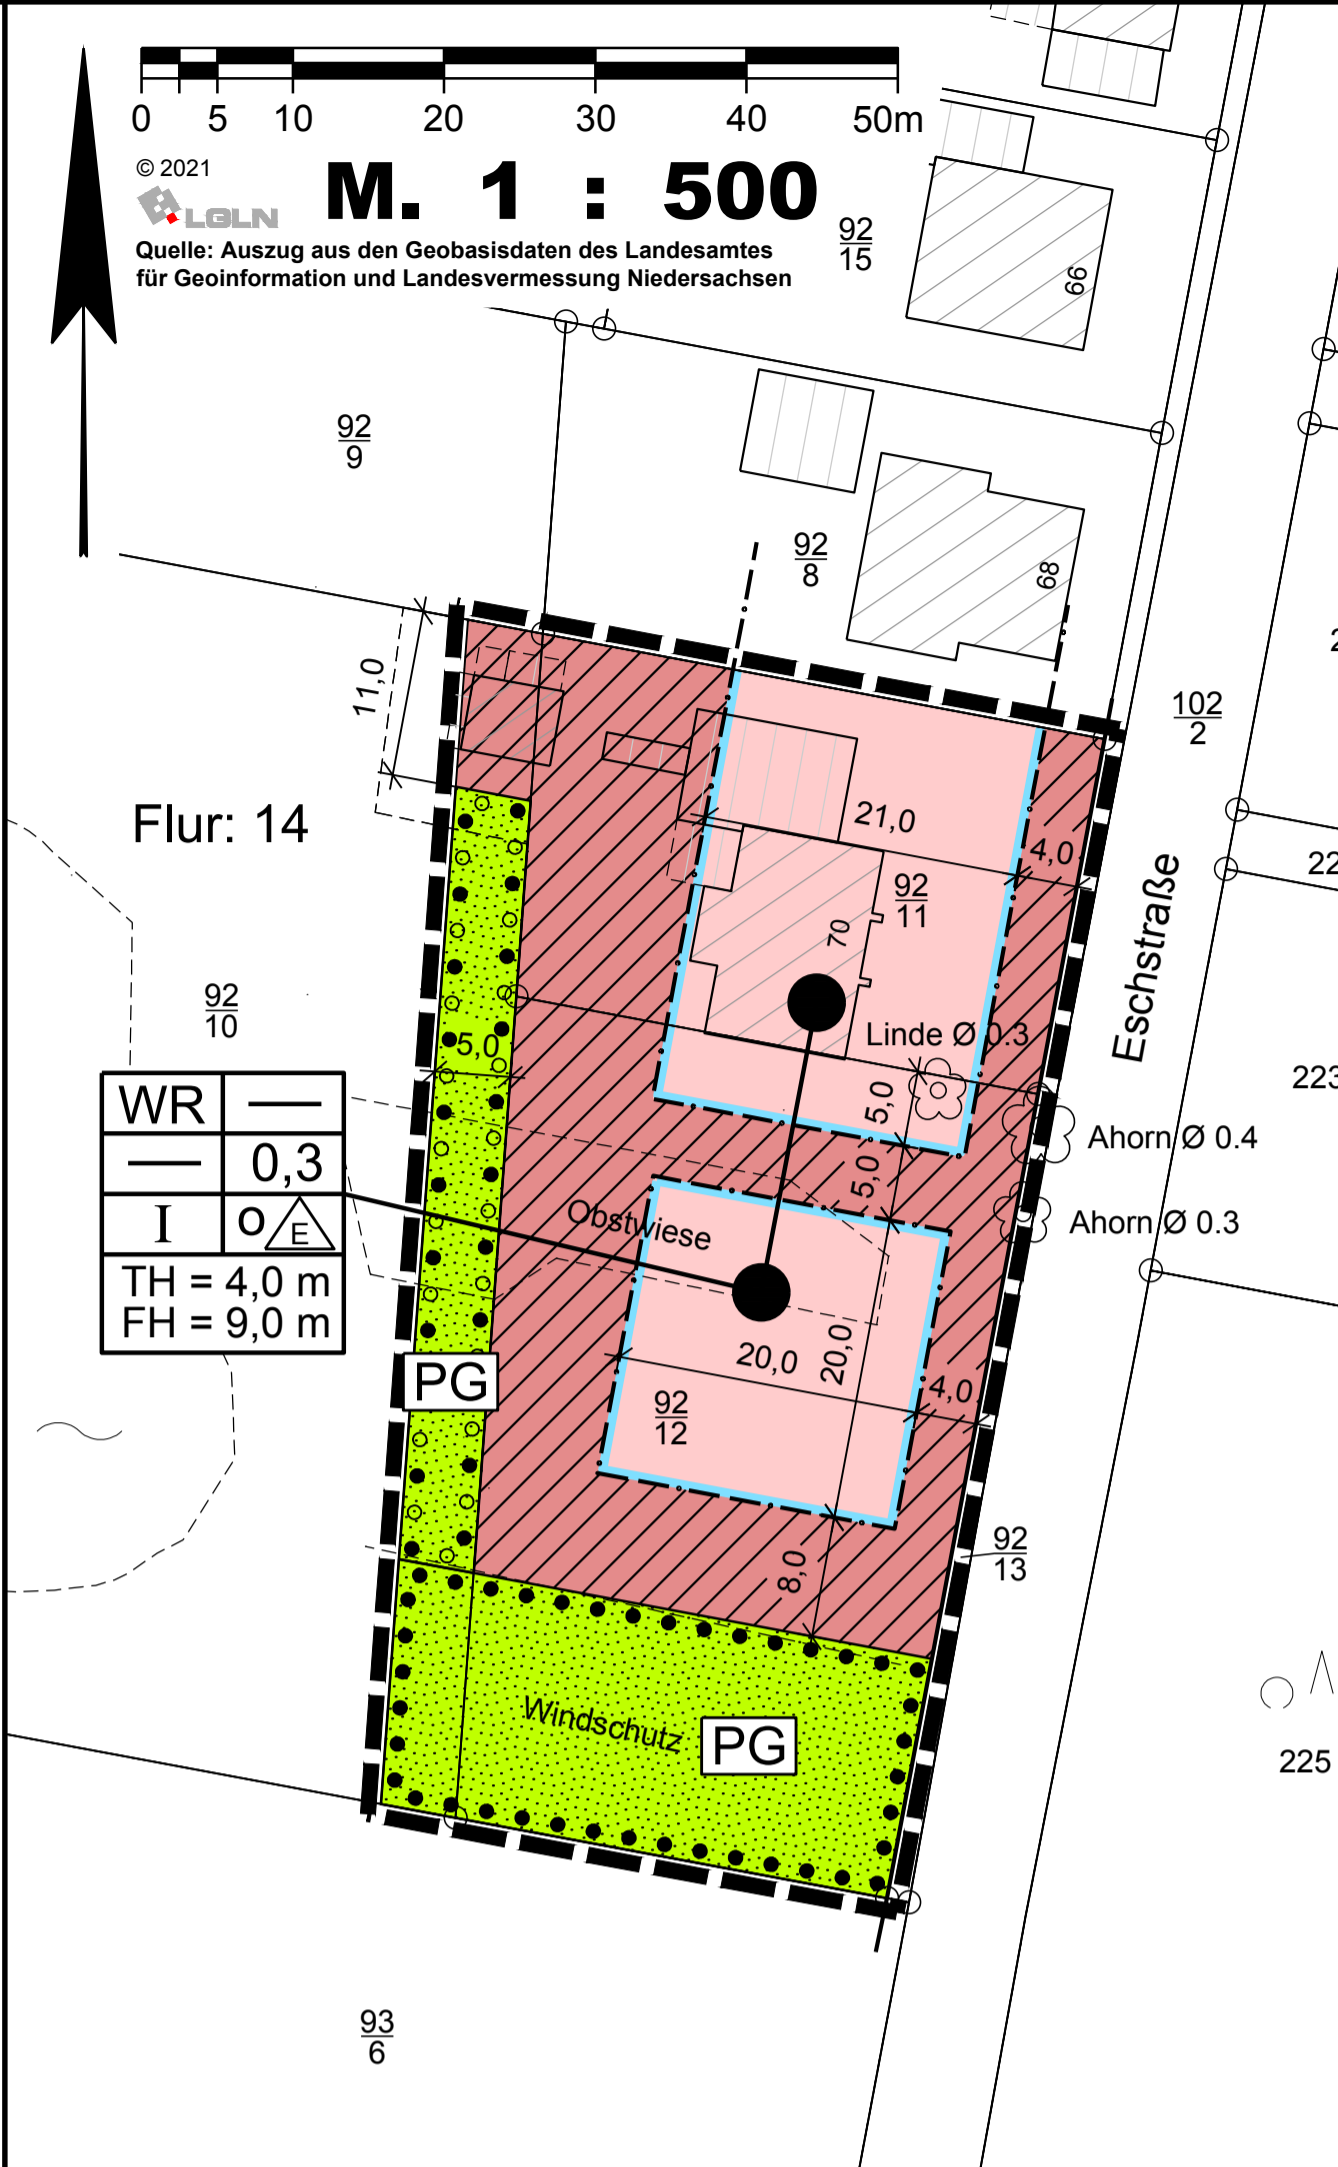 0 5 10 20 30 40 50m
© 2021
LGLN
M. 1 : 500
Quelle: Auszug aus den Geobasisdaten des Landesamtes
für Geoinformation und Landesvermessung Niedersachsen
92
15
66
92
9
92
8
68
11,0
102
2
Flur: 14
21,0
4,0
22
92
11
70
Eschstraße
92
10
Linde Ø 0.3
5,0
223
5,0
Ahorn Ø 0.4
WR —
— 0,3
I o E
TH = 4,0 m
FH = 9,0 m
5,0
Obstwiese
Ahorn Ø 0.3
20,0
20,0
4,0
PG
92
12
92
13
8,0
Windschutz
PG
225
93
6